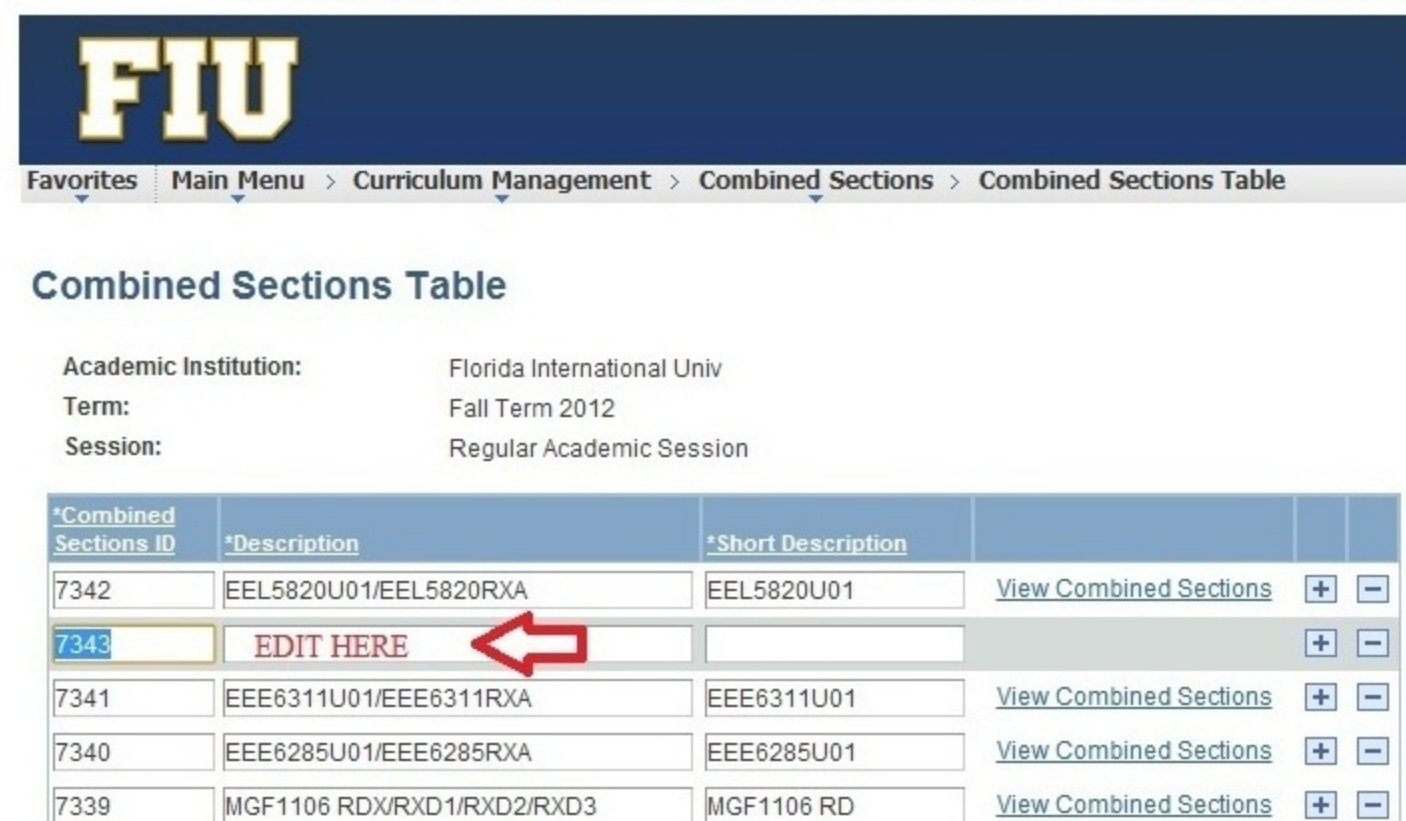 FIU
Favorites Main Menu > Curriculum Management > Combined Sections > Combined Sections Table
Combined Sections Table
Academic Institution: Florida International Univ
Term: Fall Term 2012
Session: Regular Academic Session
*Combined
Sections ID *Description *Short Description
7342 EEL5820U01/EEL5820RXA EEL5820U01 View Combined Sections + −
7343 EDIT HERE + −
7341 EEE6311U01/EEE6311RXA EEE6311U01 View Combined Sections + −
7340 EEE6285U01/EEE6285RXA EEE6285U01 View Combined Sections + −
7339 MGF1106 RDX/RXD1/RXD2/RXD3 MGF1106 RD View Combined Sections + −